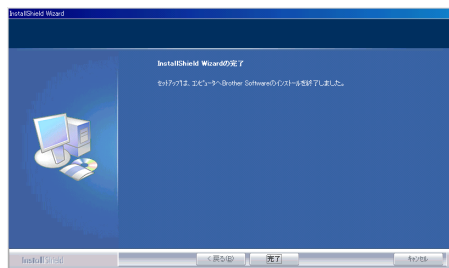 InstallShield Wizard
InstallShield Wizardの完了
セットアップは、コンピュータへBrother Softwareのインストールを終了しました。
InstallShield
< 戻る(B)
完了
キャンセル